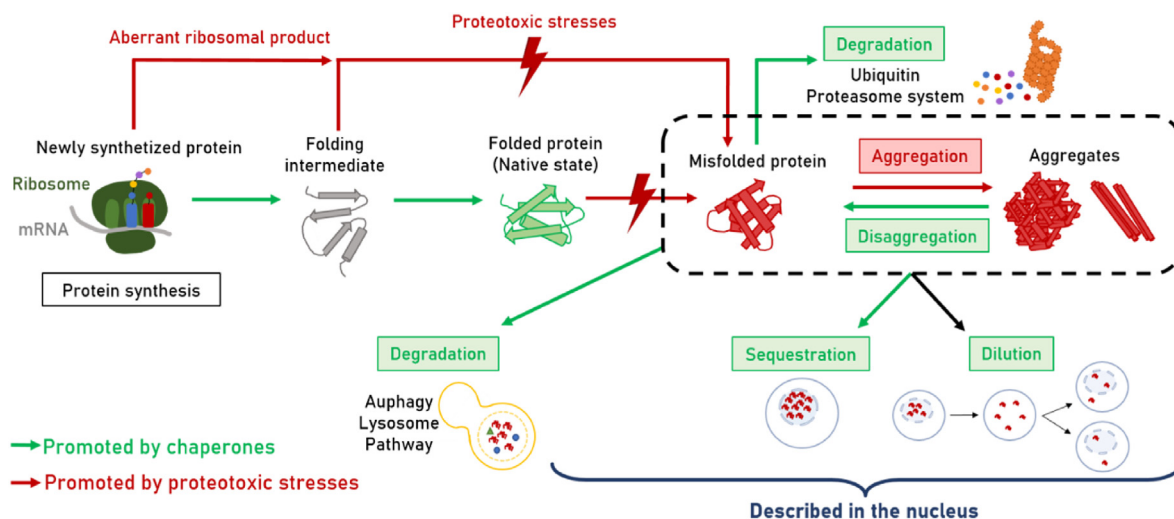 Proteotoxic stresses
Aberrant ribosomal product
Degradation
Ubiquitin
Proteasome system
Newly synthetized protein
Ribosome
mRNA
Protein synthesis
Folding
intermediate
Folded protein
(Native state)
Misfolded protein
Aggregation
Disaggregation
Aggregates
Degradation
Auphagy
Lysosome
Pathway
Sequestration
Dilution
Promoted by chaperones
Promoted by proteotoxic stresses
Described in the nucleus